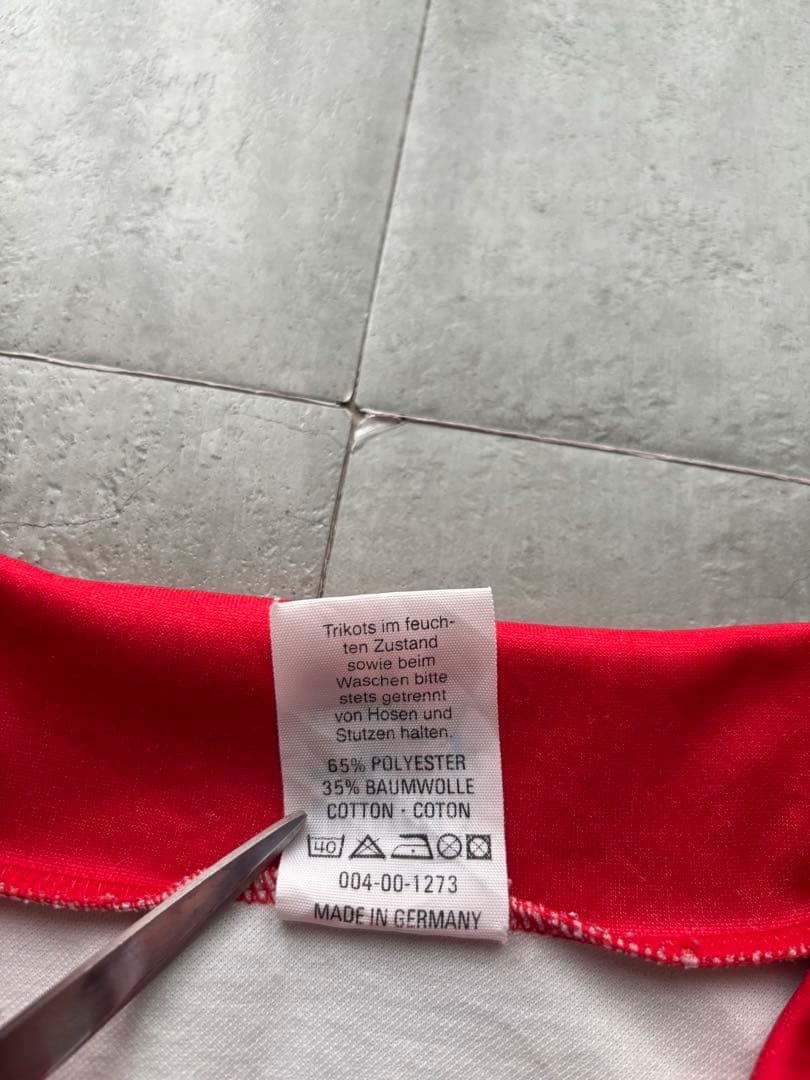 Trikots im feuch-
ten Zustand
sowie beim
Waschen bitte
stets getrennt
von Hosen und
Stutzen halten.
65% POLYESTER
35% BAUMWOLLE
COTTON · COTON
40
004-00-1273
MADE IN GERMANY